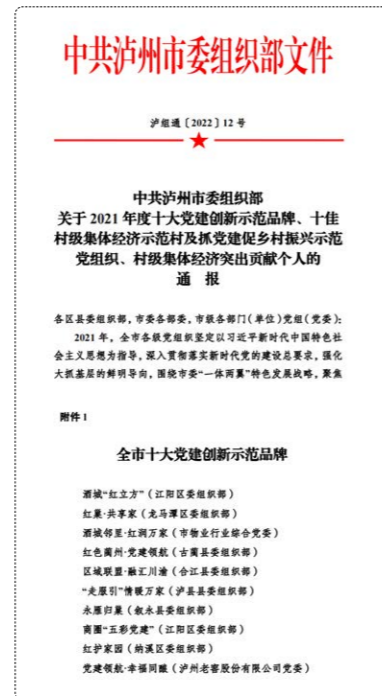 中共泸州市委组织部文件
泸组通〔2022〕12 号
中共泸州市委组织部
关于 2021 年度十大党建创新示范品牌、十佳
村级集体经济示范村及抓党建促乡村振兴示范
党组织、村级集体经济突出贡献个人的
通 报
各区县委组织部，市委各部委，市级各部门（单位）党组（党委）：
2021 年，全市各级党组织坚定以习近平新时代中国特色社
会主义思想为指导，深入贯彻落实新时代党的建设总要求，强化
大抓基层的鲜明导向，围绕市委“一体两翼”特色发展战略，聚焦
附件 1
全市十大党建创新示范品牌
酒城“红立方”（江阳区委组织部）
红巢·共享家（龙马潭区委组织部）
酒城邻里·红润万家（市物业行业综合党委）
红色蔺州·党建领航（古蔺县委组织部）
区域联盟·融汇川渝（合江县委组织部）
“走服引”情暖万家（泸县县委组织部）
永雁归巢（叙永县委组织部）
商圈“五彩党建”（江阳区委组织部）
红护家园（纳溪区委组织部）
党建领航·幸福同酿（泸州老窖股份有限公司党委）